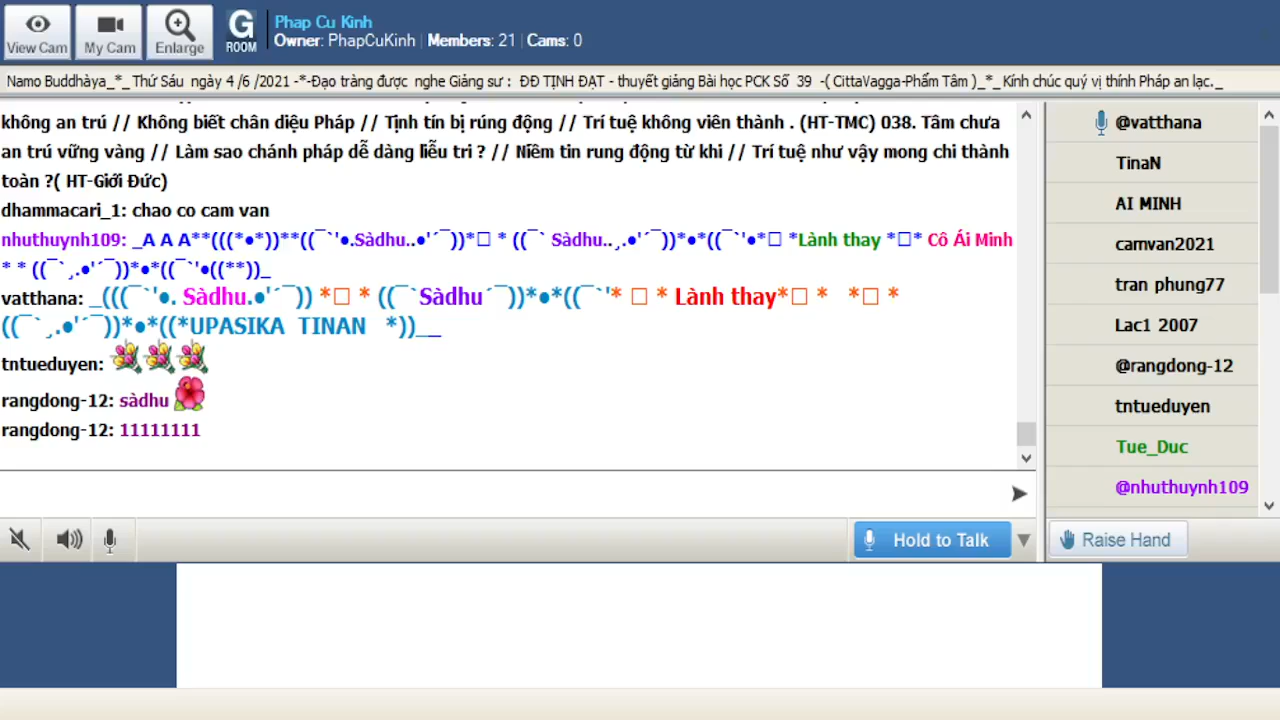 Phap Cu Kinh
Owner: PhapCuKinh | Members: 21 | Cams: 0
View Cam
My Cam
Enlarge
G
ROOM
Namo Buddhàya_*_ Thứ Sáu ngày 4 /6 /2021 -*-Đạo tràng được nghe Giảng sư : ĐĐ TỊNH ĐẠT - thuyết giảng Bài học PCK Số 39 -( CittaVagga-Phẩm Tâm )_*_ Kính chúc quý vị thính Pháp an lạc._
không an trú // Không biết chân diệu Pháp // Tịnh tín bị rúng động // Trí tuệ không viên thành . (HT-TMC) 038. Tâm chưa
an trú vững vàng // Làm sao chánh pháp dễ dàng liễu tri ? // Niềm tin rung động từ khi // Trí tuệ như vậy mong chi thành
toàn ?( HT-Giới Đức)
dhammacari_1: chao co cam van
nhuthuynh109: _A A A**(((*•*))**((¯`'•.Sàdhu..•'´¯))*□ * ((¯` Sàdhu..¸.•'´¯))*•*((¯`'•*□ *Lành thay *□* Cô Ái Minh
* * ((¯`¸.•'´¯))*•*((¯`'•((**))_
vatthana: _(((¯`'•. Sàdhu.•'´¯)) *□ * ((¯`Sàdhu´¯))*•*((¯`'* □ * Lành thay*□ * *□ *
((¯`¸.•'´¯))*•*((*UPASIKA TINAN *))__
tntueduyen:
rangdong-12: sàdhu
rangdong-12: 11111111
@vatthana
TinaN
AI MINH
camvan2021
tran phung77
Lac1 2007
@rangdong-12
tntueduyen
Tue_Duc
@nhuthuynh109
Hold to Talk
Raise Hand